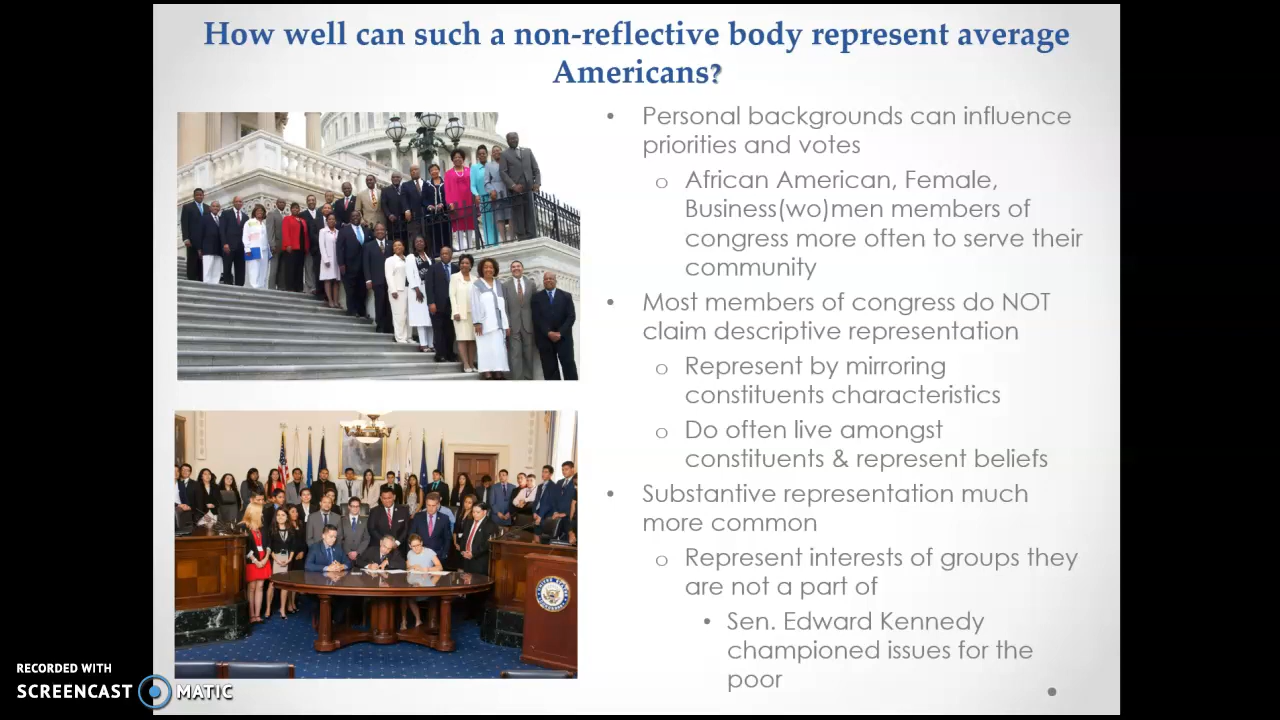 How well can such a non-reflective body represent average
Americans?
• Personal backgrounds can influence
priorities and votes
o African American, Female,
Business(wo)men members of
congress more often to serve their
community
• Most members of congress do NOT
claim descriptive representation
o Represent by mirroring
constituents characteristics
o Do often live amongst
constituents & represent beliefs
• Substantive representation much
more common
o Represent interests of groups they
are not a part of
• Sen. Edward Kennedy
championed issues for the
poor
RECORDED WITH
SCREENCAST MATIC